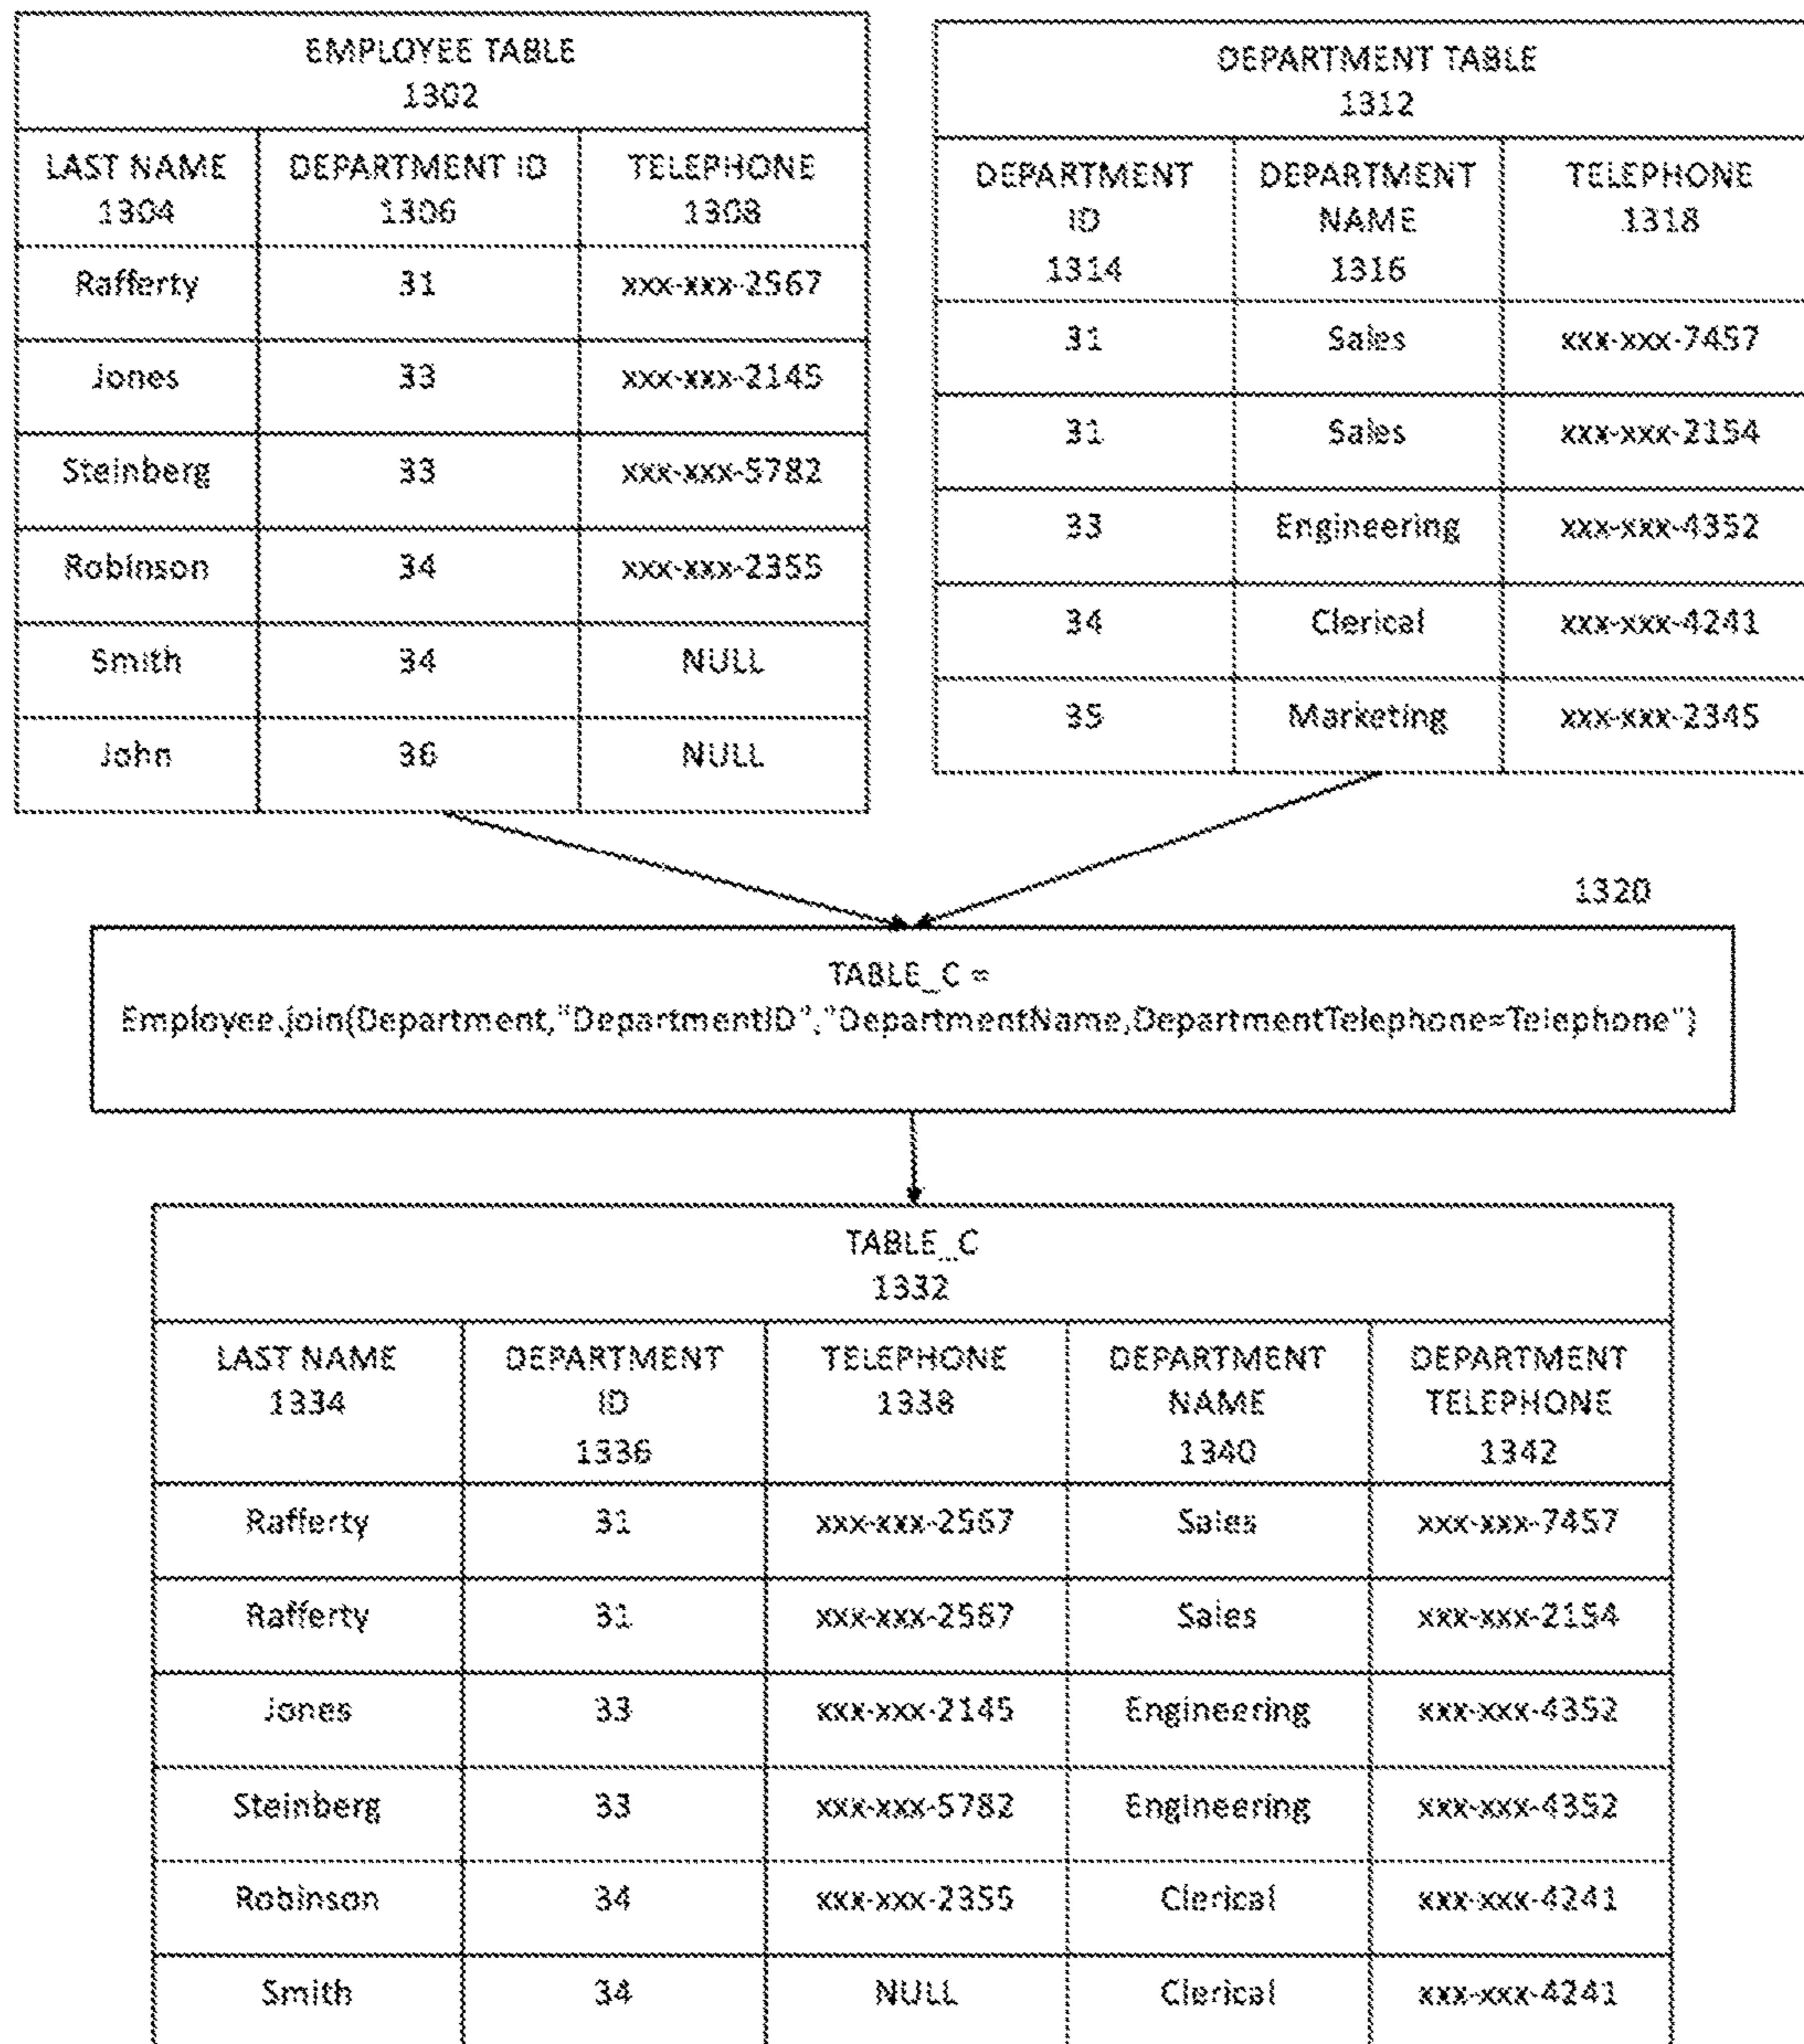 EMPLOYEE TABLE
1302
LAST NAME
1304
DEPARTMENT ID
1306
TELEPHONE
1308
Rafferty 31 xxx-xxx-2567
Jones 33 xxx-xxx-2145
Steinberg 33 xxx-xxx-5782
Robinson 34 xxx-xxx-2355
Smith 34 NULL
John 36 NULL
DEPARTMENT TABLE
1312
DEPARTMENT
ID
1314
DEPARTMENT
NAME
1316
TELEPHONE
1318
31 Sales xxx-xxx-7457
31 Sales xxx-xxx-2154
33 Engineering xxx-xxx-4352
34 Clerical xxx-xxx-4241
35 Marketing xxx-xxx-2345
1320
TABLE_C =
Employee.join(Department,"DepartmentID","DepartmentName,DepartmentTelephone=Telephone")
TABLE_C
1332
LAST NAME
1334
DEPARTMENT
ID
1336
TELEPHONE
1338
DEPARTMENT
NAME
1340
DEPARTMENT
TELEPHONE
1342
Rafferty 31 xxx-xxx-2567 Sales xxx-xxx-7457
Rafferty 31 xxx-xxx-2567 Sales xxx-xxx-2154
Jones 33 xxx-xxx-2145 Engineering xxx-xxx-4352
Steinberg 33 xxx-xxx-5782 Engineering xxx-xxx-4352
Robinson 34 xxx-xxx-2355 Clerical xxx-xxx-4241
Smith 34 NULL Clerical xxx-xxx-4241